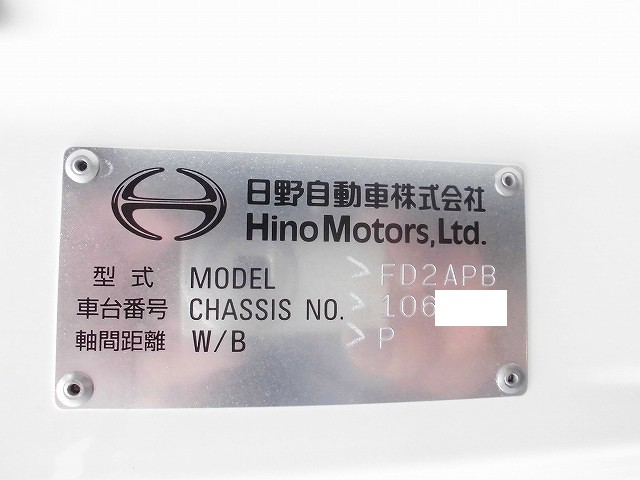 日野自動車株式会社
Hino Motors, Ltd.
型式 MODEL > FD2APB
車台番号 CHASSIS NO. > 106
軸間距離 W/B > P